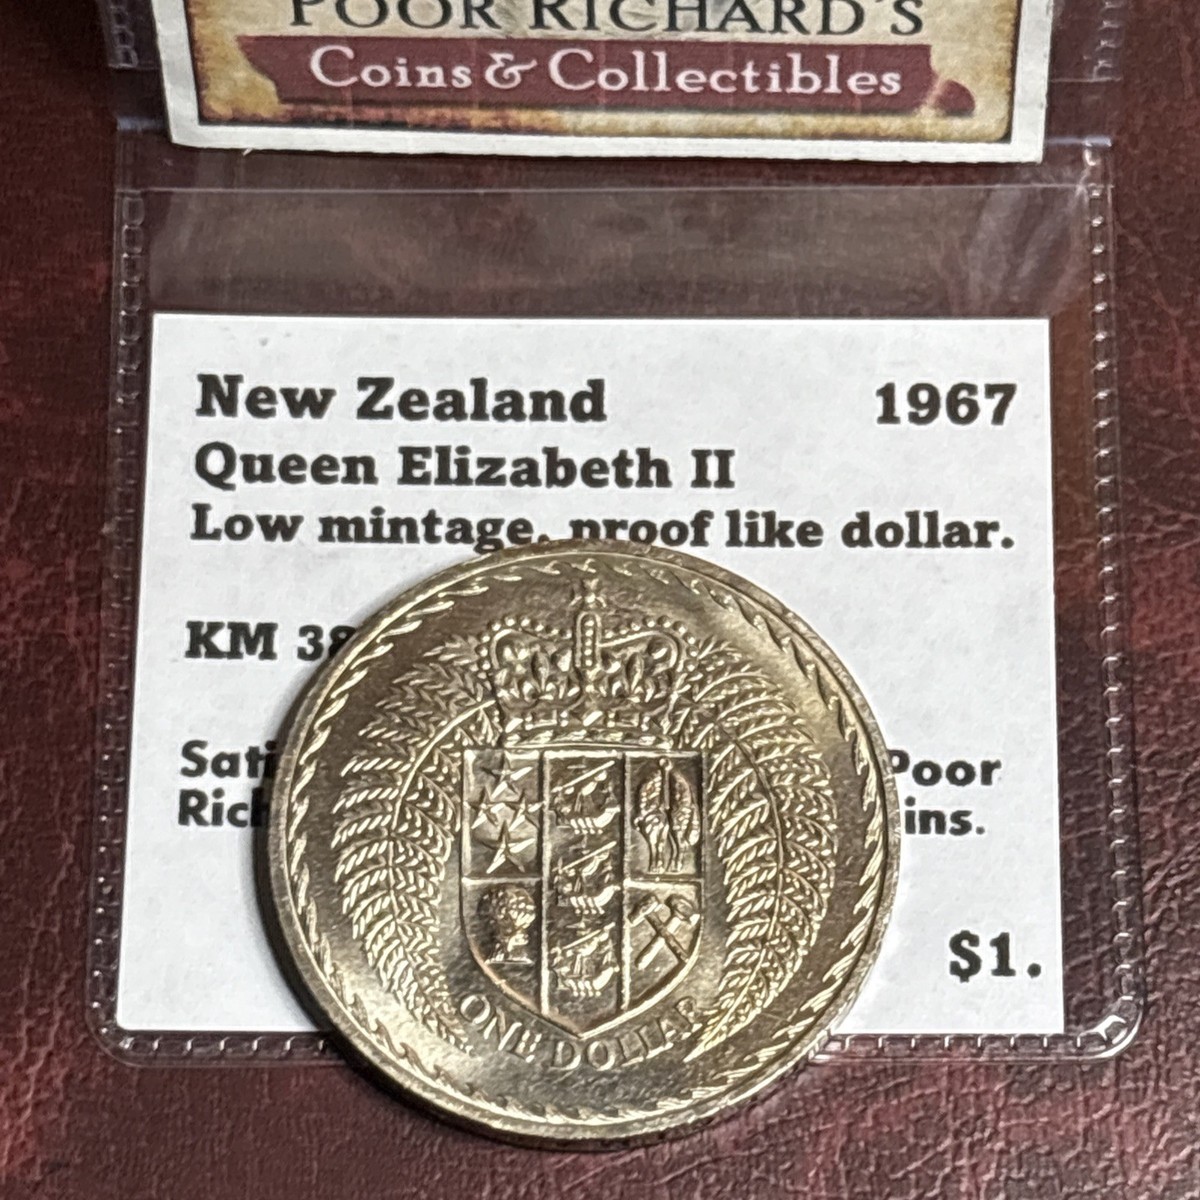 POOR RICHARD'S
Coins & Collectibles
New Zealand 1967
Queen Elizabeth II
Low mintage, proof like dollar.
KM 38
Poor
$1.
ONE DOLLAR